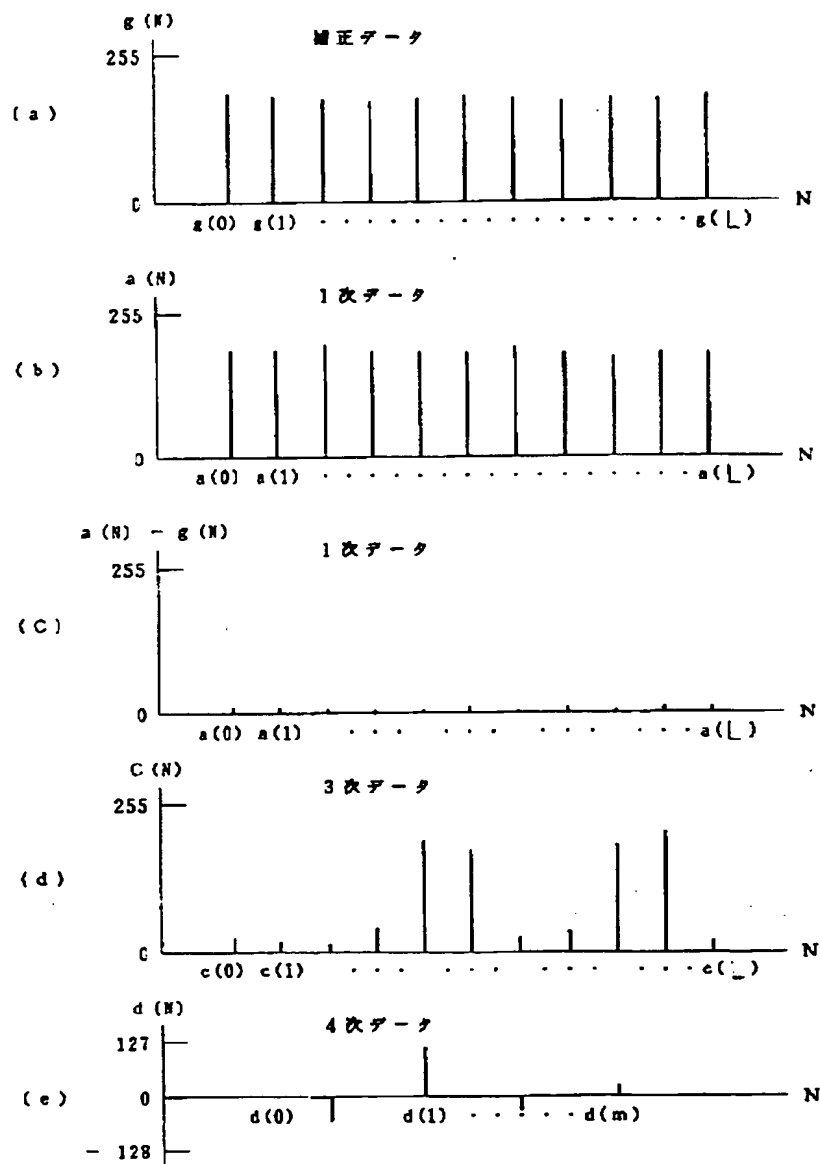 g (N)
補正データ
255
(a)
0
N
g(0) g(1) · · · · · · · · · · · · · · · · g(L)
a (N)
1次データ
255
(b)
0
N
a(0) a(1) · · · · · · · · · · · · · · · · a(L)
a (N) - g (N)
1次データ
255
(C)
0
N
a(0) a(1) · · · · · · · · · · · · a(L)
C (N)
3次データ
255
(d)
0
N
c(0) c(1) · · · · · · · · · · · · c(L)
d (N)
4次データ
127
(e)
0
N
d(0) d(1) · · · · · d(m)
- 128